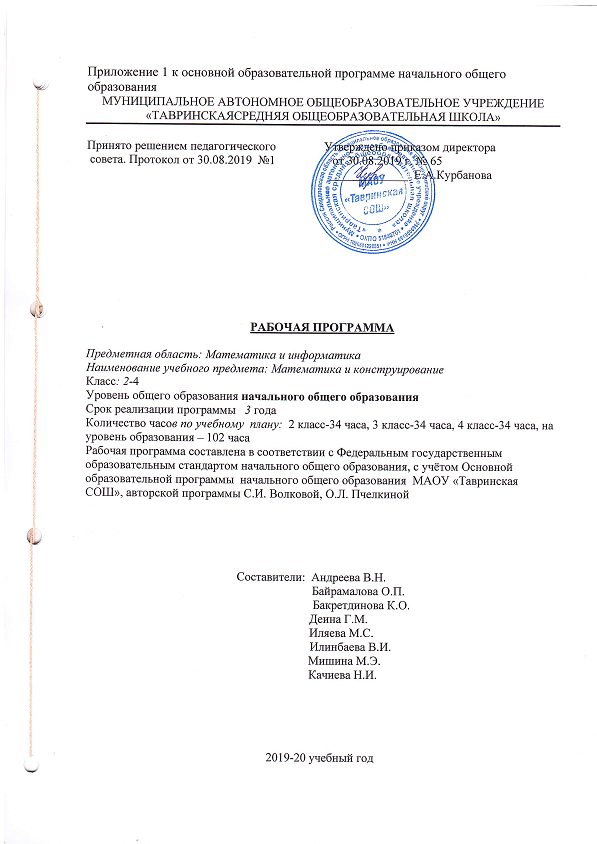 Приложение 1 к основной образовательной программе начального общего
образования
МУНИЦИПАЛЬНОЕ АВТОНОМНОЕ ОБЩЕОБРАЗОВАТЕЛЬНОЕ УЧРЕЖДЕНИЕ
«ТАВРИНСКАЯСРЕДНЯЯ ОБЩЕОБРАЗОВАТЕЛЬНАЯ ШКОЛА»
Принято решением педагогического Утверждено приказом директора
совета. Протокол от 30.08.2019 №1 от 30.08.2019 г. № 65
Е.А.Курбанова
МАОУ
«Тавринская
СОШ»
РАБОЧАЯ ПРОГРАММА
Предметная область: Математика и информатика
Наименование учебного предмета: Математика и конструирование
Класс: 2-4
Уровень общего образования начального общего образования
Срок реализации программы 3 года
Количество часов по учебному плану: 2 класс-34 часа, 3 класс-34 часа, 4 класс-34 часа, на
уровень образования – 102 часа
Рабочая программа составлена в соответствии с Федеральным государственным
образовательным стандартом начального общего образования, с учётом Основной
образовательной программы начального общего образования МАОУ «Тавринская
СОШ», авторской программы С.И. Волковой, О.Л. Пчелкиной
Составители: Андреева В.Н.
Байрамалова О.П.
Бакретдинова К.О.
Деина Г.М.
Иляева М.С.
Илинбаева В.И.
Мишина М.Э.
Качиева Н.И.
2019-20 учебный год